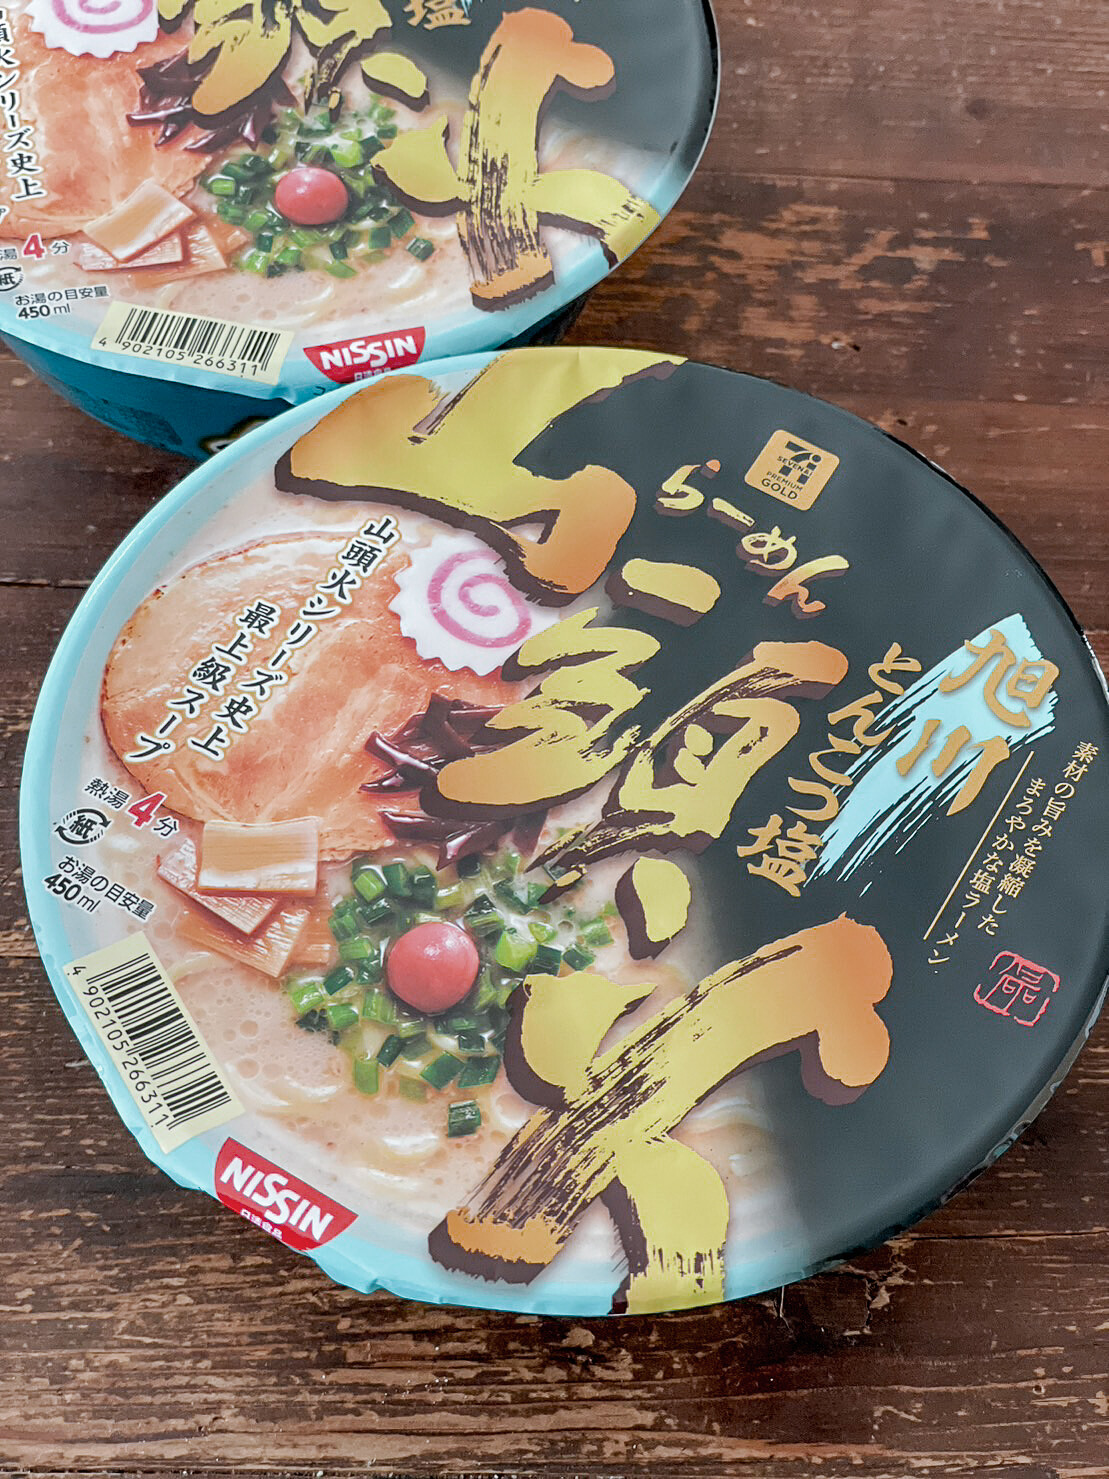 塩
山頭火シリーズ史上
熱湯4分
紙
お湯の目安量
450ml
4 902105 266311
NISSIN
日清食品
SEVEN&i
PREMIUM
GOLD
らーめん
山頭火
旭川
とんこつ塩
素材の旨みを凝縮した
まろやかな塩ラーメン
山頭火シリーズ史上
最上級スープ
熱湯4分
紙
お湯の目安量
450ml
4 902105 266311
NISSIN
日清食品